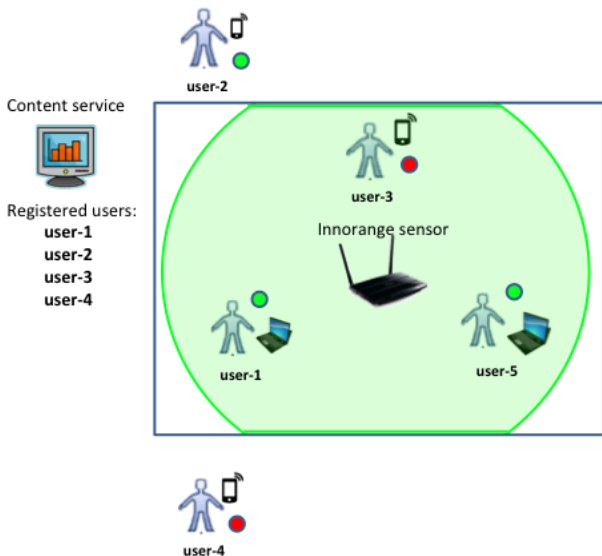 user-2
Content service
user-3
Registered users:
Innorange sensor
user-1
user-2
user-3
user-4
user-1
user-5
user-4